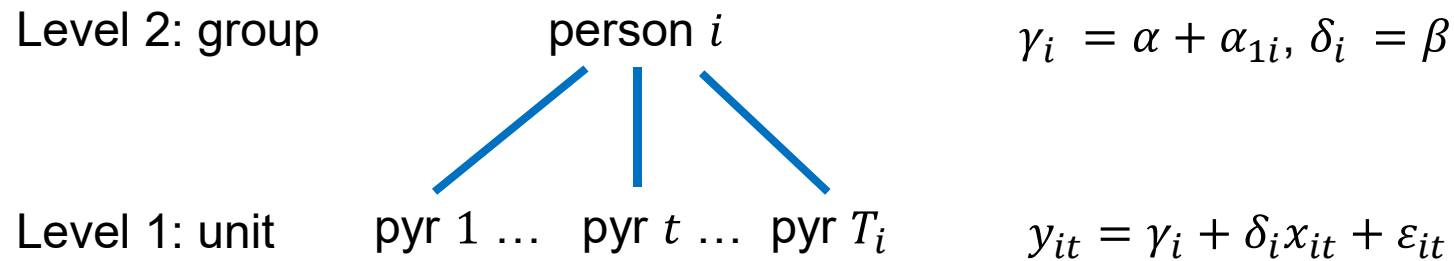 Level 2: group person i γᵢ = α + α₁ᵢ, δᵢ = β
Level 1: unit pyr 1 … pyr t … pyr Tᵢ yᵢₜ = γᵢ + δᵢxᵢₜ + εᵢₜ